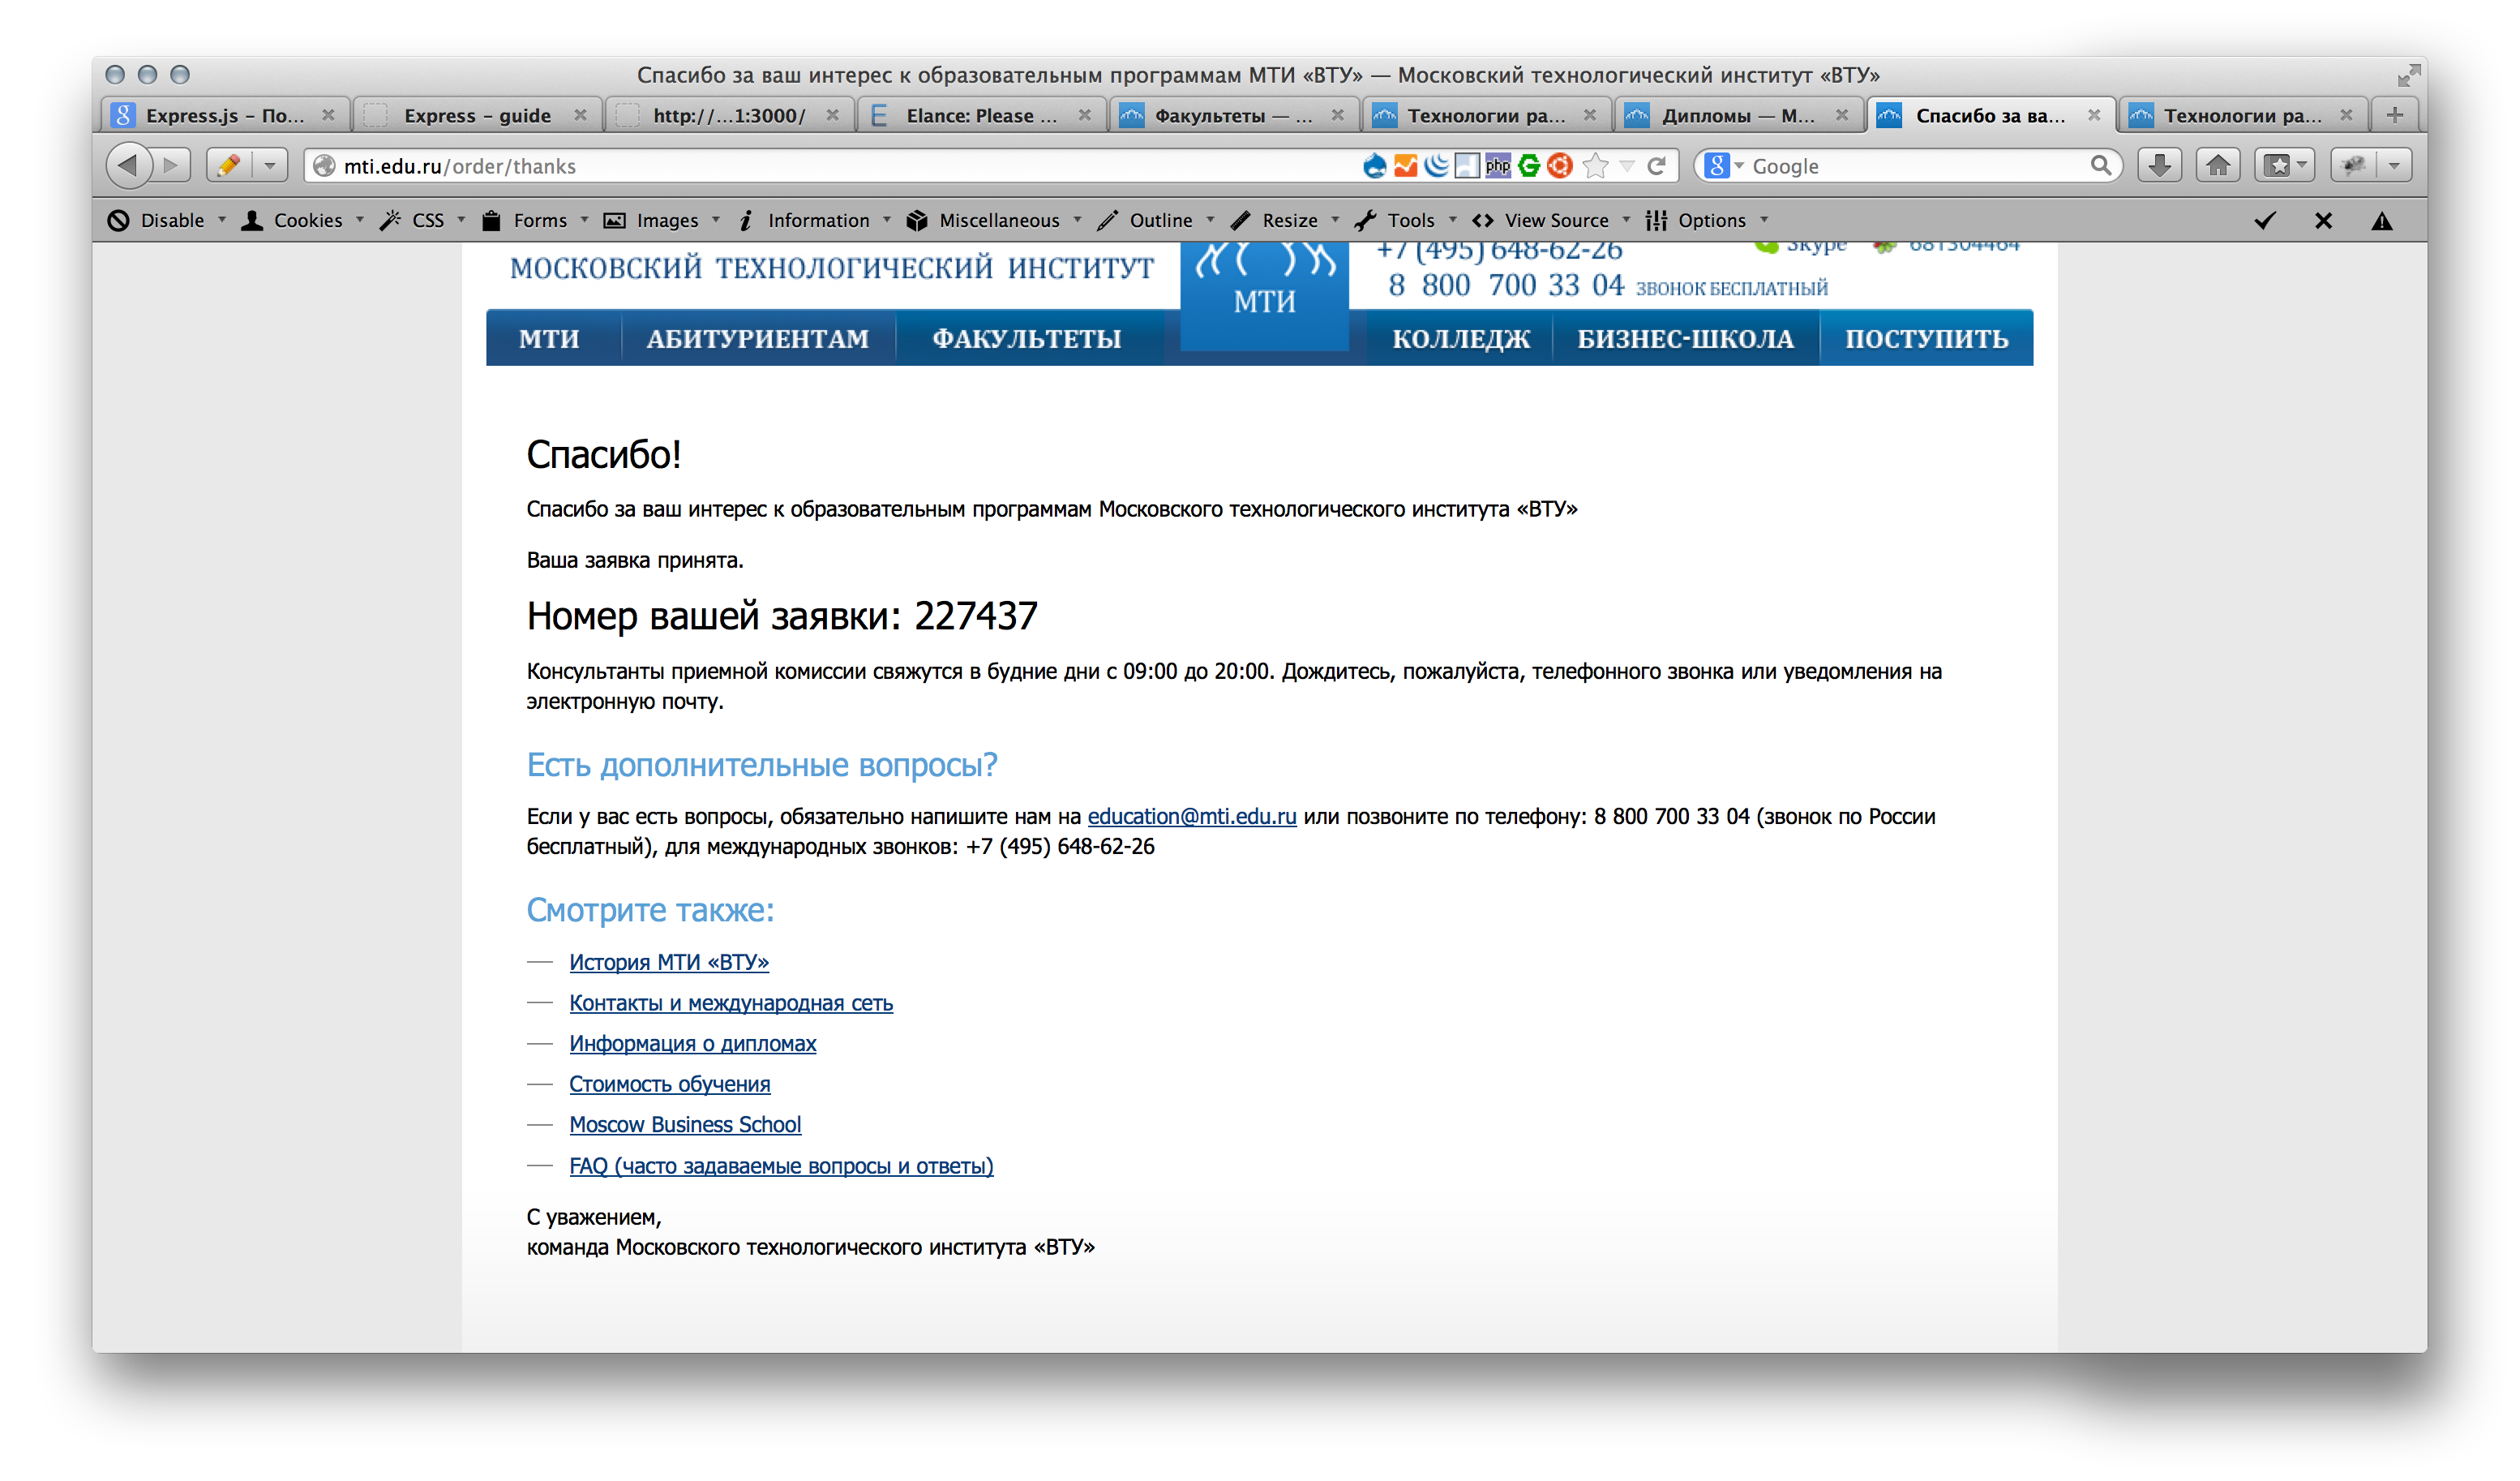 Спасибо за ваш интерес к образовательным программам МТИ «ВТУ» — Московский технологический институт «ВТУ»
Express.js – По... Express – guide http://...1:3000/ Elance: Please ... Факультеты — ... Технологии ра... Дипломы — М... Спасибо за ва... Технологии ра...
mti.edu.ru/order/thanks php Google
Disable Cookies CSS Forms Images Information Miscellaneous Outline Resize Tools View Source Options
МОСКОВСКИЙ ТЕХНОЛОГИЧЕСКИЙ ИНСТИТУТ
МТИ
+7 (495) 648-62-26 Skype 681304464
8 800 700 33 04 ЗВОНОК БЕСПЛАТНЫЙ
МТИ АБИТУРИЕНТАМ ФАКУЛЬТЕТЫ КОЛЛЕДЖ БИЗНЕС-ШКОЛА ПОСТУПИТЬ
Спасибо!
Спасибо за ваш интерес к образовательным программам Московского технологического института «ВТУ»
Ваша заявка принята.
Номер вашей заявки: 227437
Консультанты приемной комиссии свяжутся в будние дни с 09:00 до 20:00. Дождитесь, пожалуйста, телефонного звонка или уведомления на
электронную почту.
Есть дополнительные вопросы?
Если у вас есть вопросы, обязательно напишите нам на education@mti.edu.ru или позвоните по телефону: 8 800 700 33 04 (звонок по России
бесплатный), для международных звонков: +7 (495) 648-62-26
Смотрите также:
— История МТИ «ВТУ»
— Контакты и международная сеть
— Информация о дипломах
— Стоимость обучения
— Moscow Business School
— FAQ (часто задаваемые вопросы и ответы)
С уважением,
команда Московского технологического института «ВТУ»